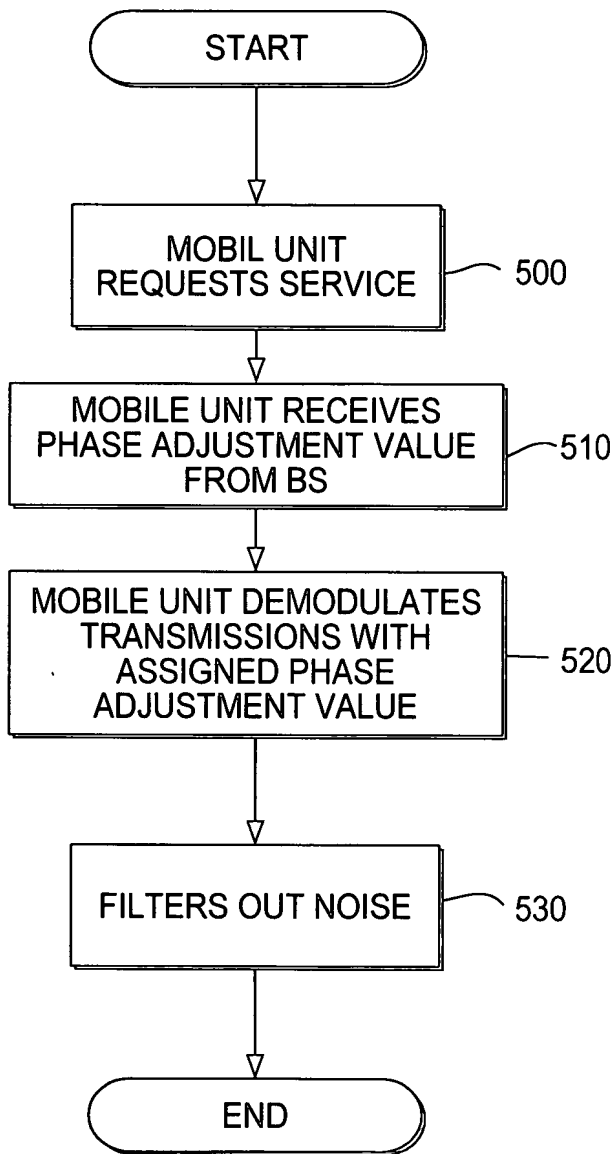 START
MOBIL UNIT
REQUESTS SERVICE
500
MOBILE UNIT RECEIVES
PHASE ADJUSTMENT VALUE
FROM BS
510
MOBILE UNIT DEMODULATES
TRANSMISSIONS WITH
ASSIGNED PHASE
ADJUSTMENT VALUE
520
FILTERS OUT NOISE
530
END